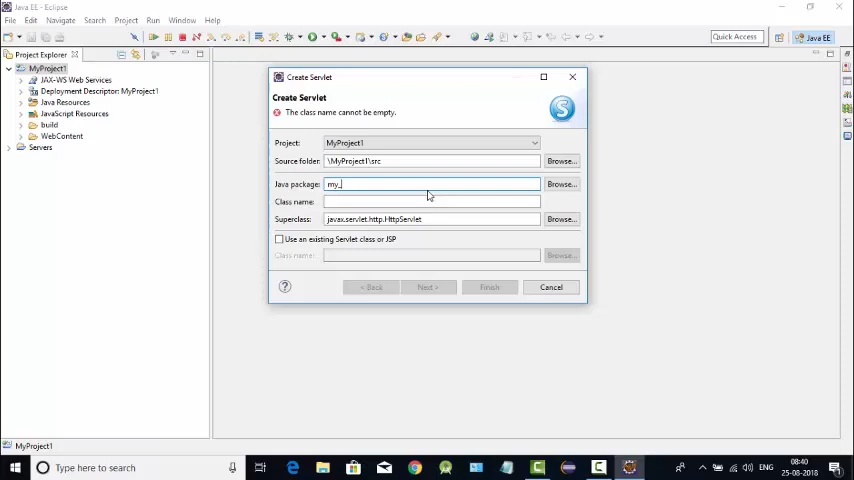 Java EE - Eclipse
File Edit Navigate Search Project Run Window Help
Quick Access
Java EE
Project Explorer
MyProject1
JAX-WS Web Services
Deployment Descriptor: MyProject1
Java Resources
JavaScript Resources
build
WebContent
Servers
Create Servlet
Create Servlet
The class name cannot be empty.
S
Project: MyProject1
Source folder: \MyProject1\src Browse...
Java package: my_ Browse...
Class name:
Superclass: javax.servlet.http.HttpServlet Browse...
Use an existing Servlet class or JSP
Class name: Browse...
? < Back Next > Finish Cancel
MyProject1
Type here to search
ENG
08:40
25-08-2018